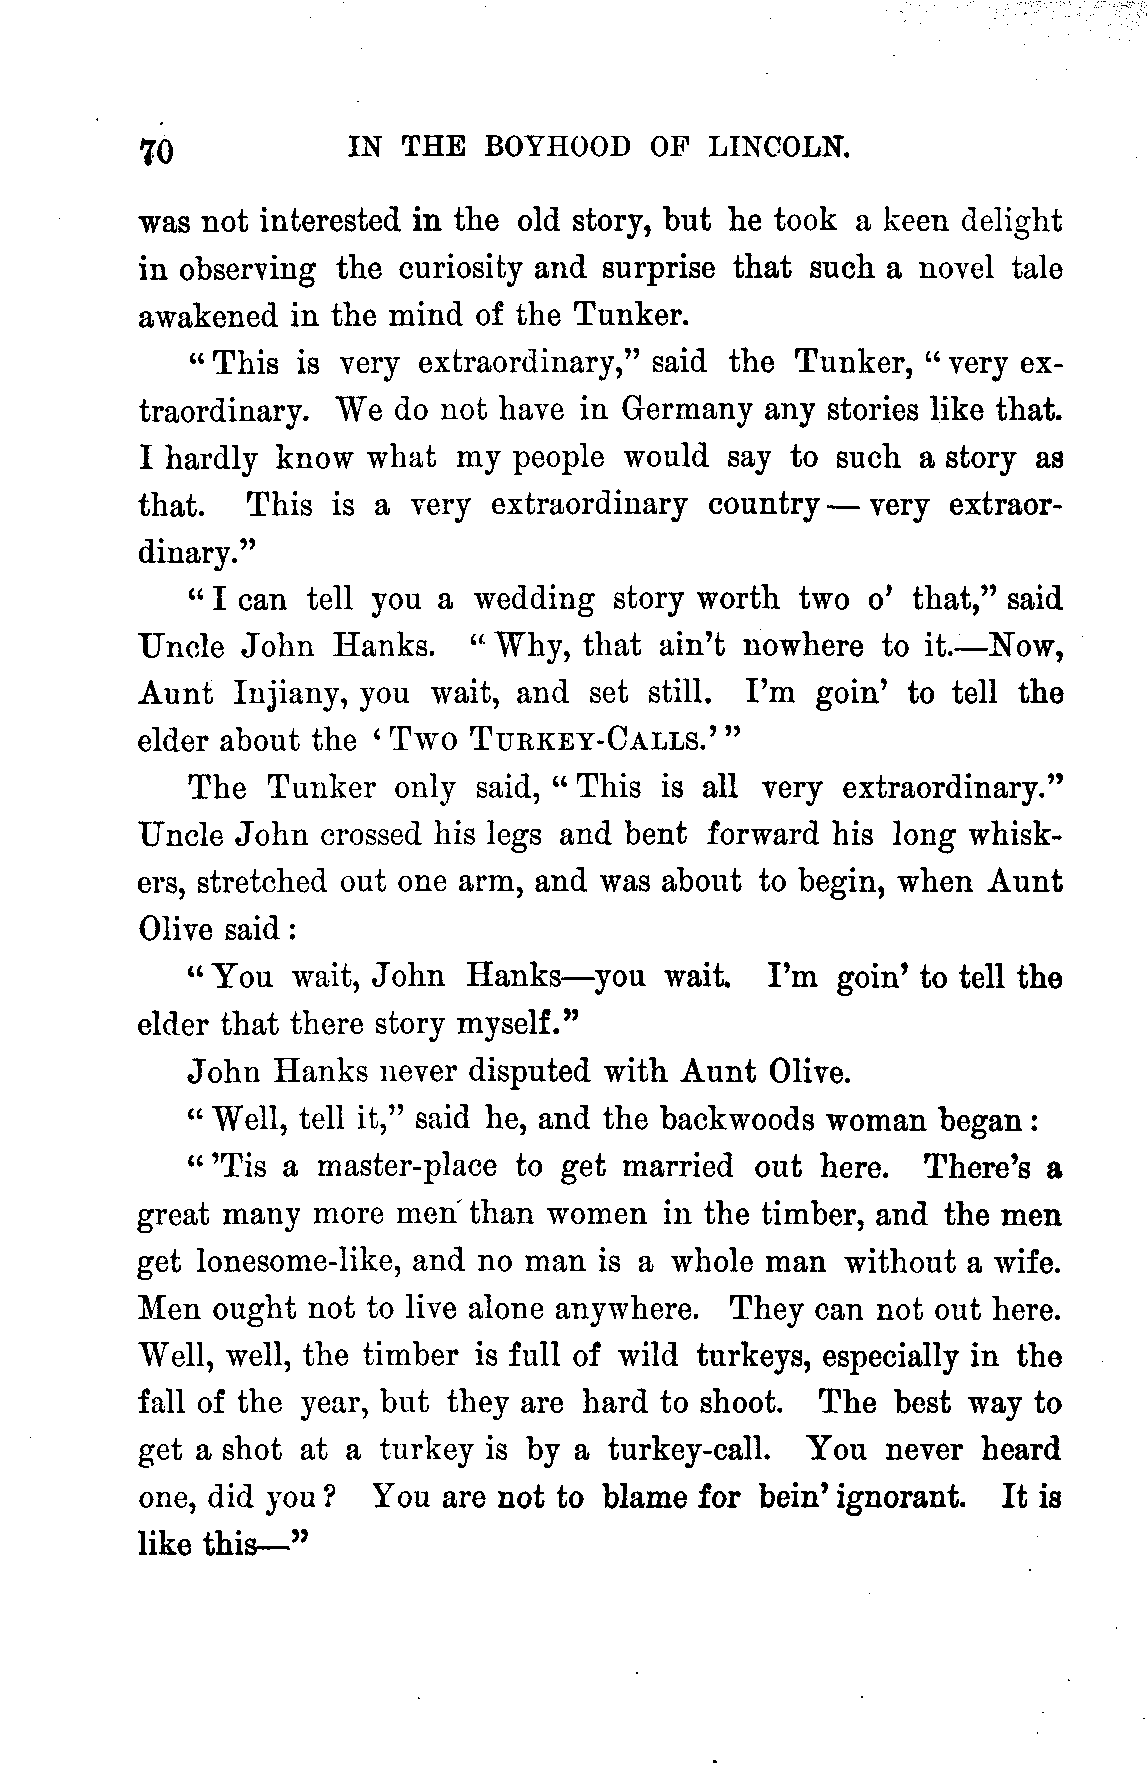 70 IN THE BOYHOOD OF LINCOLN.
was not interested in the old story, but he took a keen delight
in observing the curiosity and surprise that such a novel tale
awakened in the mind of the Tunker.
“This is very extraordinary,” said the Tunker, “very ex-
traordinary. We do not have in Germany any stories like that.
I hardly know what my people would say to such a story as
that. This is a very extraordinary country— very extraor-
dinary.”
“I can tell you a wedding story worth two o’ that,” said
Uncle John Hanks. “Why, that ain’t nowhere to it.—Now,
Aunt Injiany, you wait, and set still. I’m goin’ to tell the
elder about the ‘Two Turkey-Calls.’”
The Tunker only said, “This is all very extraordinary.”
Uncle John crossed his legs and bent forward his long whisk-
ers, stretched out one arm, and was about to begin, when Aunt
Olive said:
“You wait, John Hanks—you wait. I’m goin’ to tell the
elder that there story myself.”
John Hanks never disputed with Aunt Olive.
“Well, tell it,” said he, and the backwoods woman began:
“’Tis a master-place to get married out here. There’s a
great many more men than women in the timber, and the men
get lonesome-like, and no man is a whole man without a wife.
Men ought not to live alone anywhere. They can not out here.
Well, well, the timber is full of wild turkeys, especially in the
fall of the year, but they are hard to shoot. The best way to
get a shot at a turkey is by a turkey-call. You never heard
one, did you? You are not to blame for bein’ ignorant. It is
like this—”